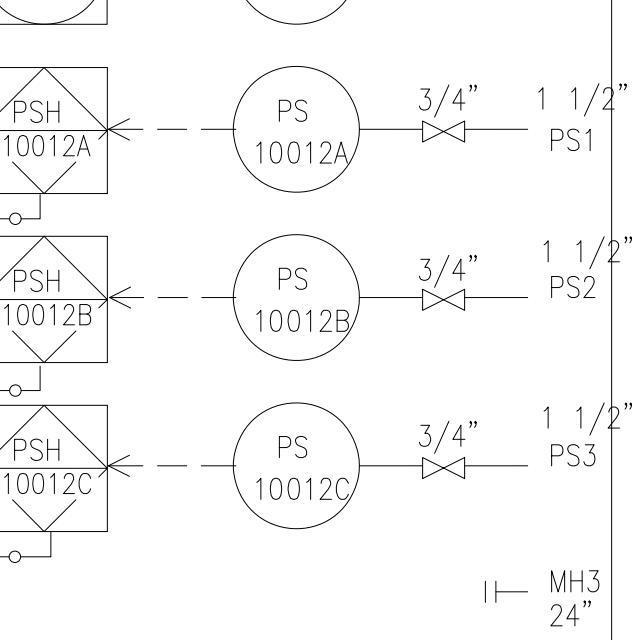 PSH
10012A
PS
10012A
3/4”
1 1/2”
PS1
PSH
10012B
PS
10012B
3/4”
1 1/2”
PS2
PSH
10012C
PS
10012C
3/4”
1 1/2”
PS3
MH3
24”